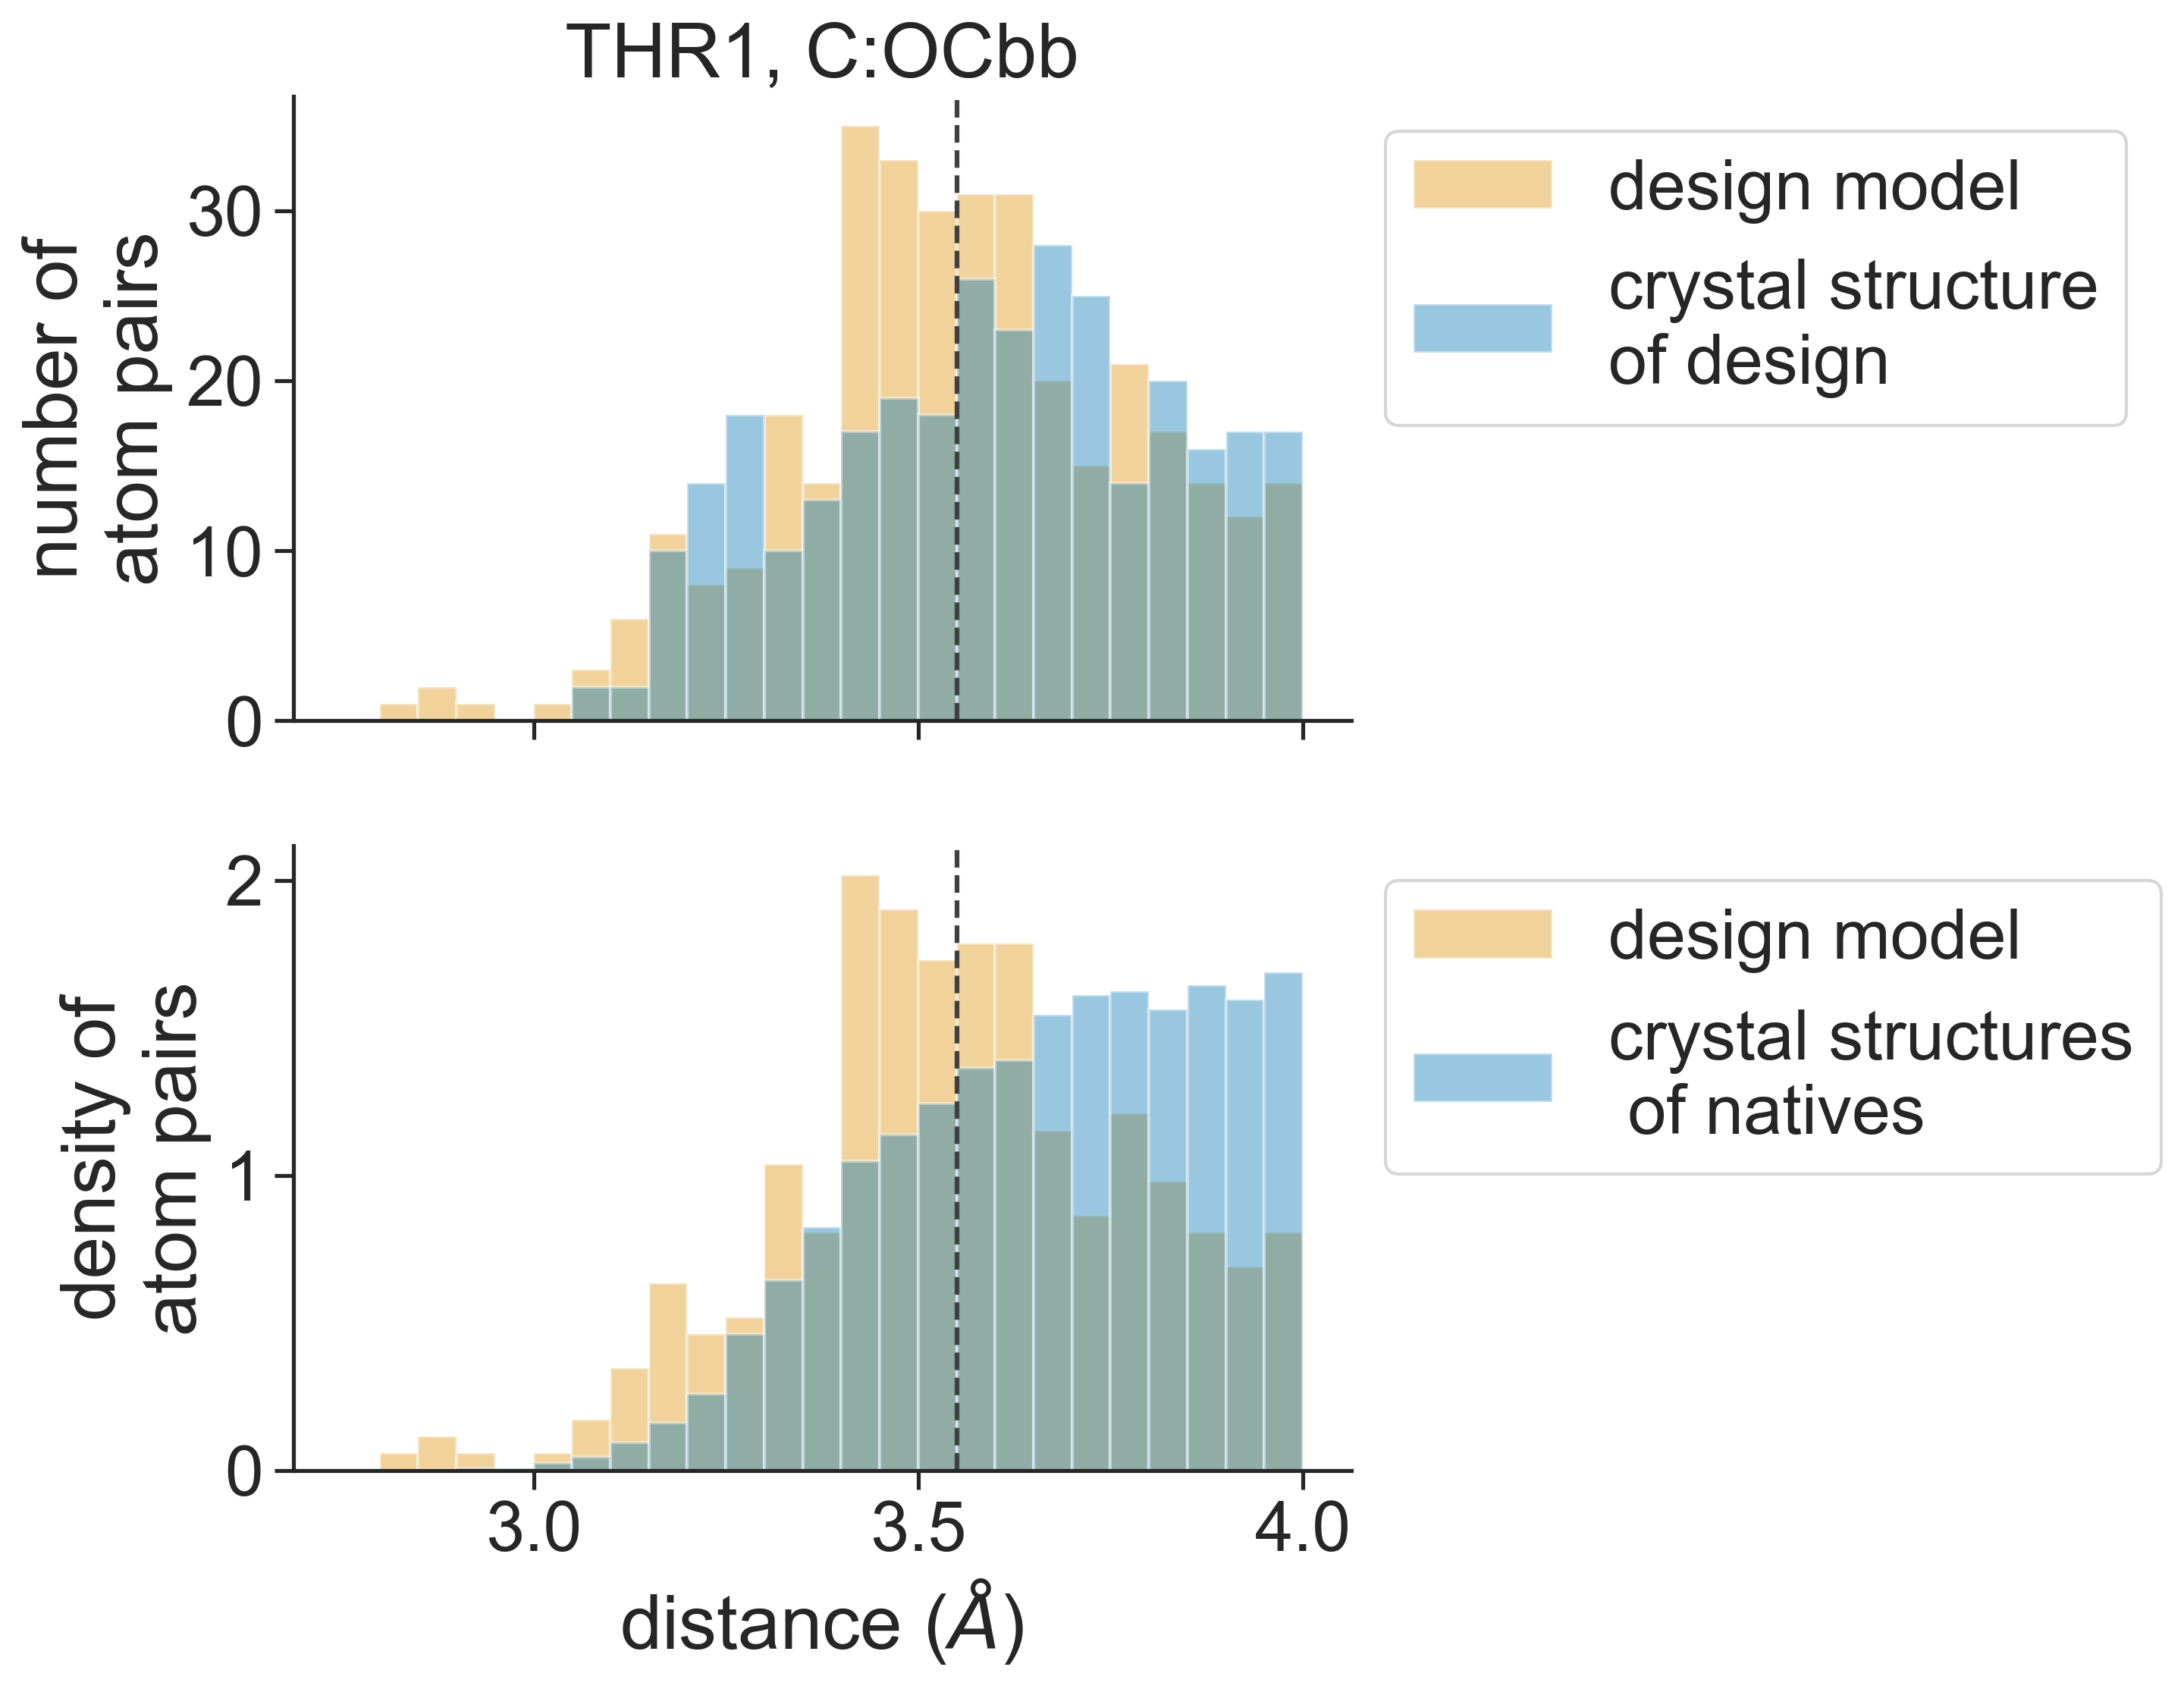 THR1, C:OCbb
number of
atom pairs
30
20
10
0
design model
crystal structure
of design
density of
atom pairs
2
1
0
3.0
3.5
4.0
distance (Å)
design model
crystal structures
of natives